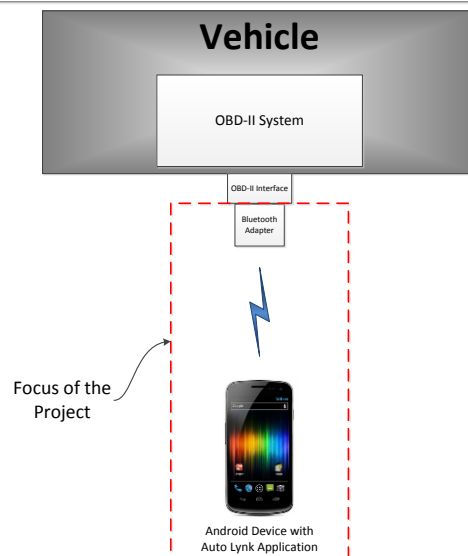 Vehicle
OBD-II System
OBD-II Interface
Bluetooth
Adapter
Focus of the
Project
Google
Android Device with
Auto Lynk Application